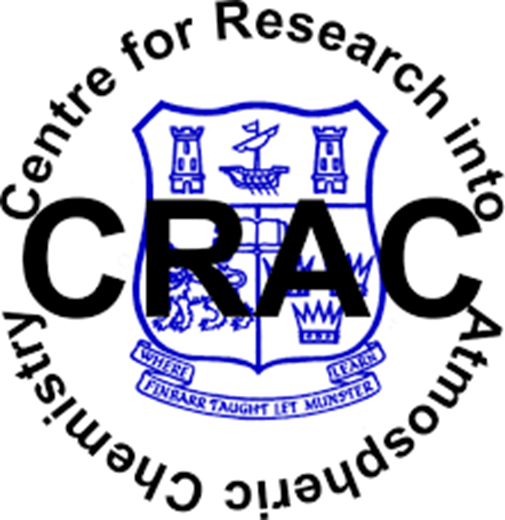 Centre for Research into
Atmospheric Chemistry
CRAC
WHERE
FINBARR TAUGHT LET MUNSTER
LEARN